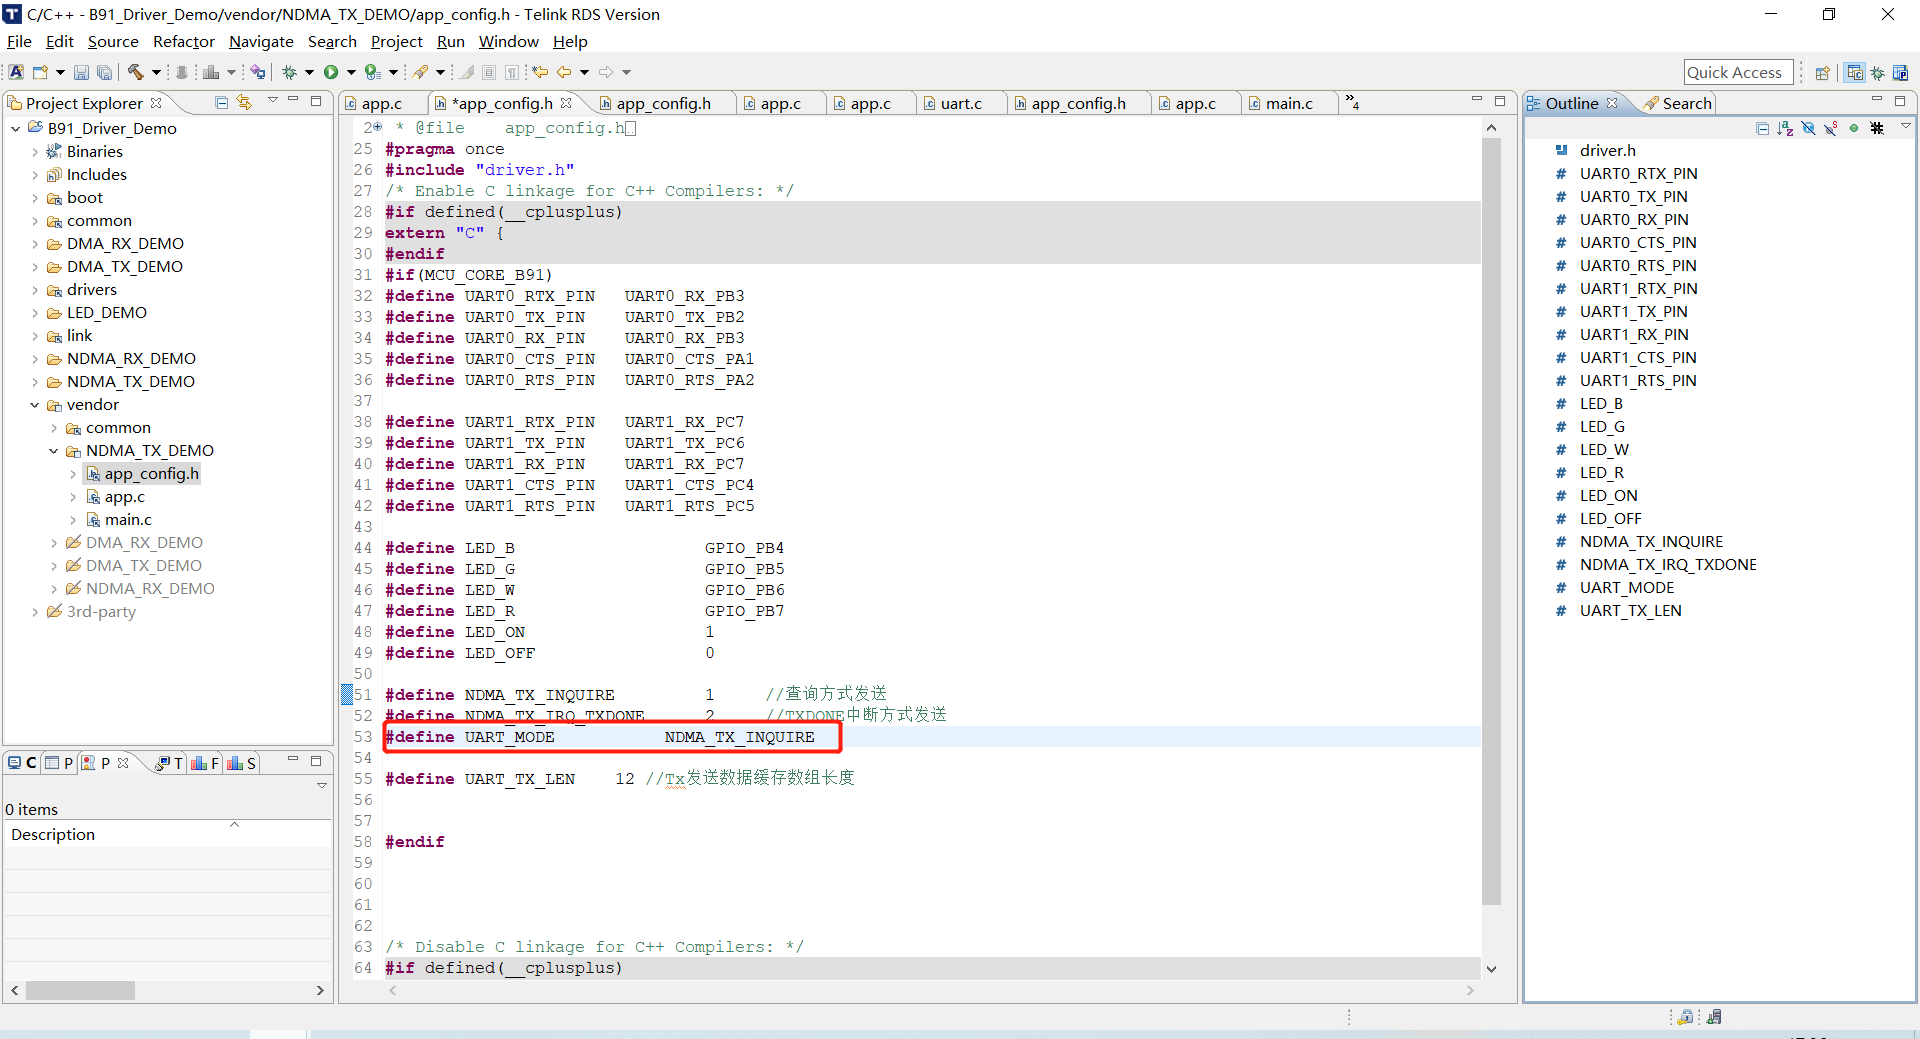 C/C++ - B91_Driver_Demo/vendor/NDMA_TX_DEMO/app_config.h - Telink RDS Version
File Edit Source Refactor Navigate Search Project Run Window Help
Quick Access
Project Explorer
B91_Driver_Demo
Binaries
Includes
boot
common
DMA_RX_DEMO
DMA_TX_DEMO
drivers
LED_DEMO
link
NDMA_RX_DEMO
NDMA_TX_DEMO
vendor
common
NDMA_TX_DEMO
app_config.h
app.c
main.c
DMA_RX_DEMO
DMA_TX_DEMO
NDMA_RX_DEMO
3rd-party
C P P T F S
0 items
Description
app.c *app_config.h app_config.h app.c app.c uart.c app_config.h app.c main.c »4
2 * @file app_config.h
25 #pragma once
26 #include "driver.h"
27 /* Enable C linkage for C++ Compilers: */
28 #if defined(__cplusplus)
29 extern "C" {
30 #endif
31 #if(MCU_CORE_B91)
32 #define UART0_RTX_PIN UART0_RX_PB3
33 #define UART0_TX_PIN UART0_TX_PB2
34 #define UART0_RX_PIN UART0_RX_PB3
35 #define UART0_CTS_PIN UART0_CTS_PA1
36 #define UART0_RTS_PIN UART0_RTS_PA2
37
38 #define UART1_RTX_PIN UART1_RX_PC7
39 #define UART1_TX_PIN UART1_TX_PC6
40 #define UART1_RX_PIN UART1_RX_PC7
41 #define UART1_CTS_PIN UART1_CTS_PC4
42 #define UART1_RTS_PIN UART1_RTS_PC5
43
44 #define LED_B GPIO_PB4
45 #define LED_G GPIO_PB5
46 #define LED_W GPIO_PB6
47 #define LED_R GPIO_PB7
48 #define LED_ON 1
49 #define LED_OFF 0
50
51 #define NDMA_TX_INQUIRE 1 //查询方式发送
52 #define NDMA_TX_IRQ_TXDONE 2 //TXDONE中断方式发送
53 #define UART_MODE NDMA_TX_INQUIRE
54
55 #define UART_TX_LEN 12 //Tx发送数据缓存数组长度
56
57
58 #endif
59
60
61
62
63 /* Disable C linkage for C++ Compilers: */
64 #if defined(__cplusplus)
Outline Search
driver.h
UART0_RTX_PIN
UART0_TX_PIN
UART0_RX_PIN
UART0_CTS_PIN
UART0_RTS_PIN
UART1_RTX_PIN
UART1_TX_PIN
UART1_RX_PIN
UART1_CTS_PIN
UART1_RTS_PIN
LED_B
LED_G
LED_W
LED_R
LED_ON
LED_OFF
NDMA_TX_INQUIRE
NDMA_TX_IRQ_TXDONE
UART_MODE
UART_TX_LEN